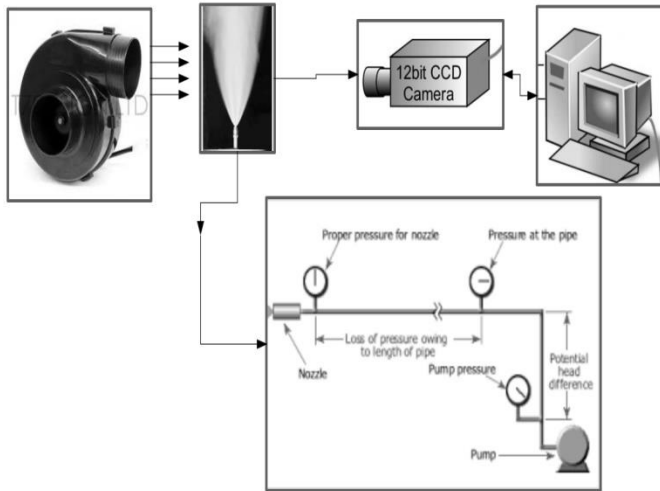 12bit CCD
Camera
Proper pressure for nozzle
Pressure at the pipe
Loss of pressure owing
to length of pipe
Nozzle
Potential
head
difference
Pump pressure
Pump